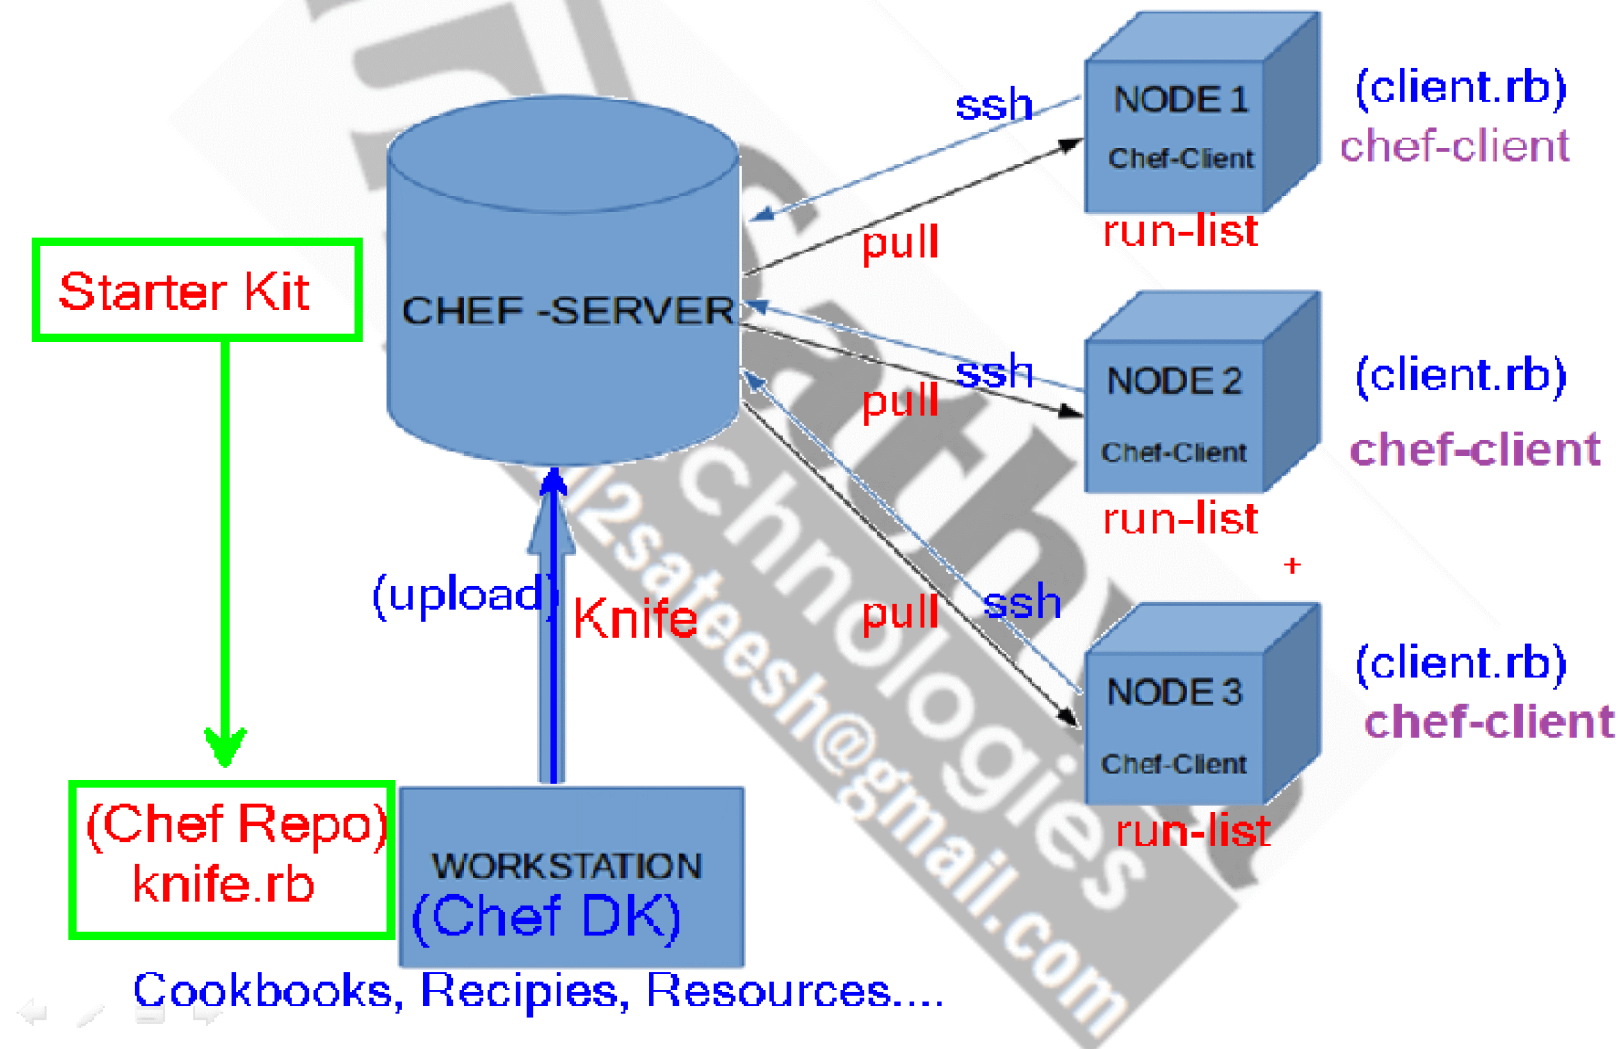 ssh
NODE 1
Chef-Client
(client.rb)
chef-client
pull
run-list
Starter Kit
CHEF -SERVER
ssh
pull
NODE 2
Chef-Client
(client.rb)
chef-client
run-list
+
(upload)
Knife
pull
ssh
NODE 3
Chef-Client
(client.rb)
chef-client
run-list
(Chef Repo)
knife.rb
WORKSTATION
(Chef DK)
Cookbooks, Recipies, Resources....